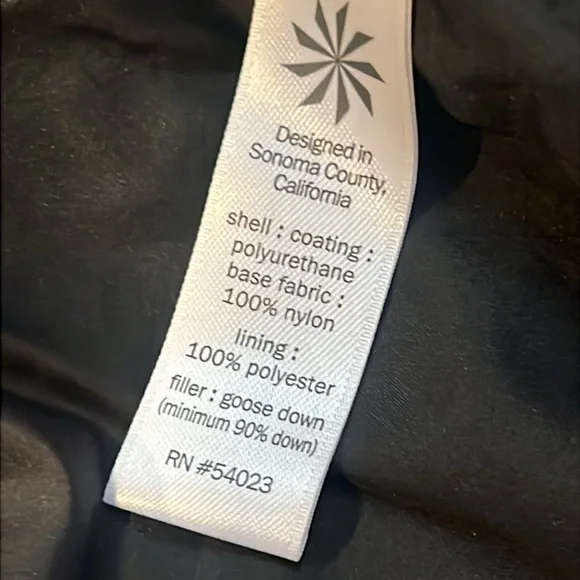 Designed in
Sonoma County,
California
shell : coating :
polyurethane
base fabric :
100% nylon
lining :
100% polyester
filler : goose down
(minimum 90% down)
RN #54023